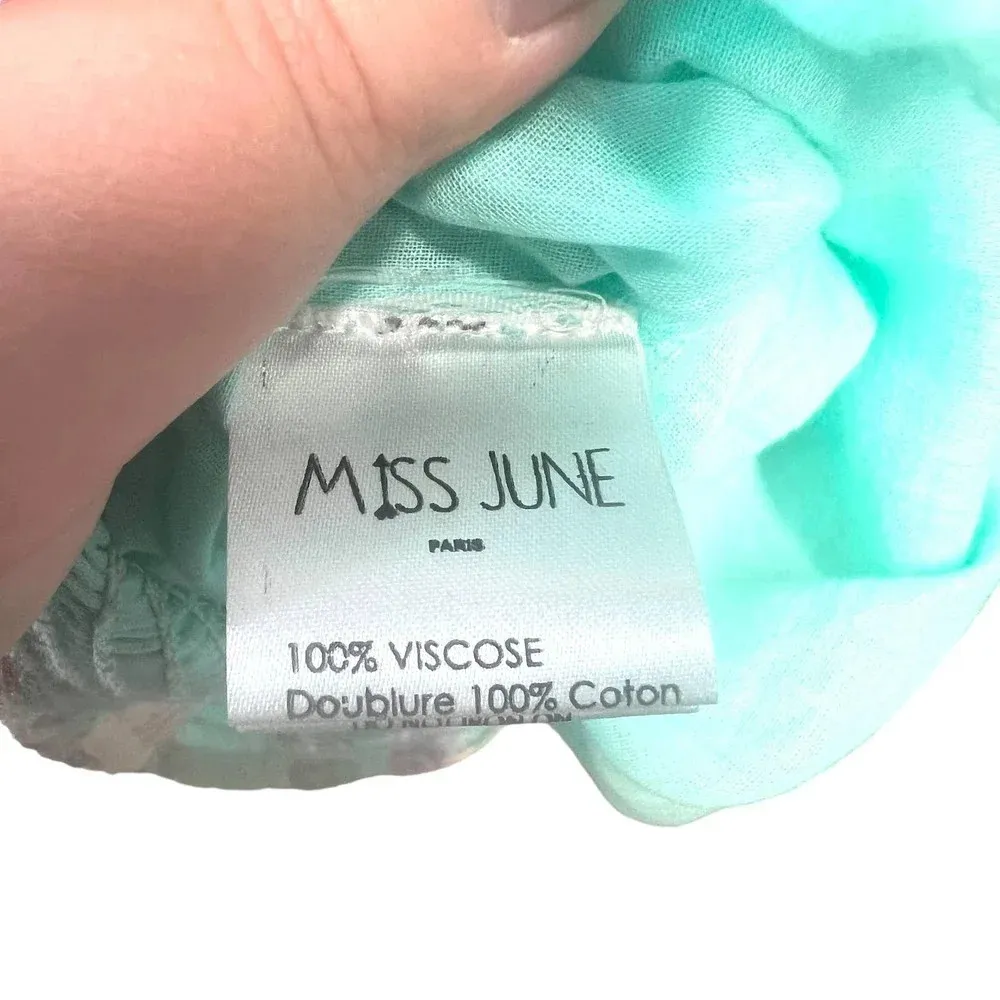 MISS JUNE
PARIS
100% VISCOSE
Doublure 100% Coton